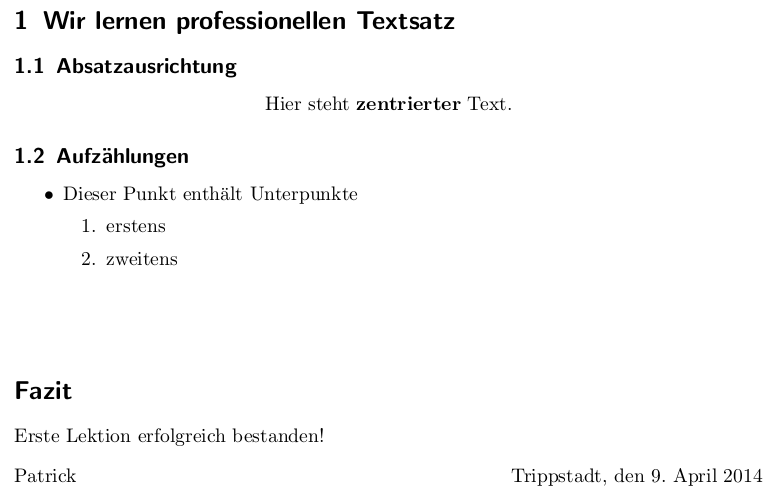 1 Wir lernen professionellen Textsatz
1.1 Absatzausrichtung
Hier steht zentrierter Text.
1.2 Aufzählungen
• Dieser Punkt enthält Unterpunkte
1. erstens
2. zweitens
Fazit
Erste Lektion erfolgreich bestanden!
Patrick Trippstadt, den 9. April 2014